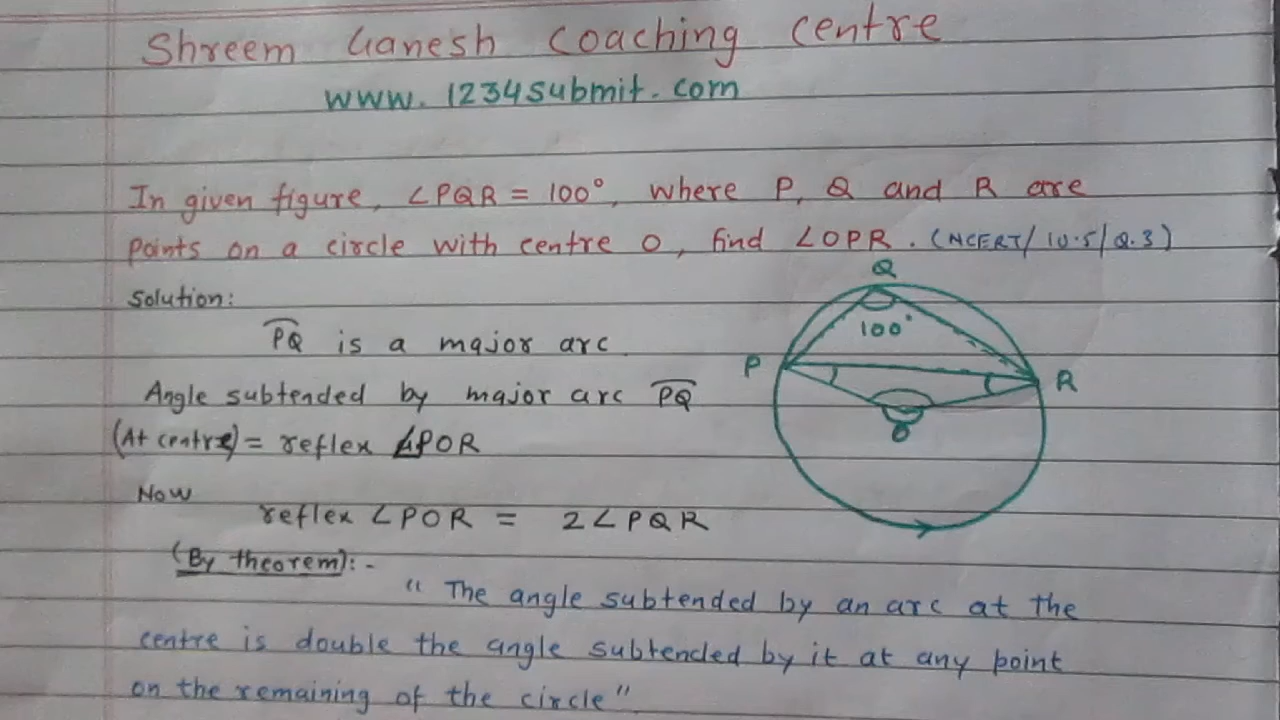 Shreem Ganesh Coaching Centre
www.1234submit.com
In given figure, ∠PQR = 100°, where P, Q and R are
points on a circle with centre O, find ∠OPR. (NCERT/10.5/Q.3)
Solution:
Q
P͡Q is a major arc
100°
P
R
Angle subtended by major arc P͡Q
O
(At centre) = reflex ∠POR
Now
reflex ∠POR = 2∠PQR
(By theorem):-
"The angle subtended by an arc at the
centre is double the angle subtended by it at any point
on the remaining of the circle"